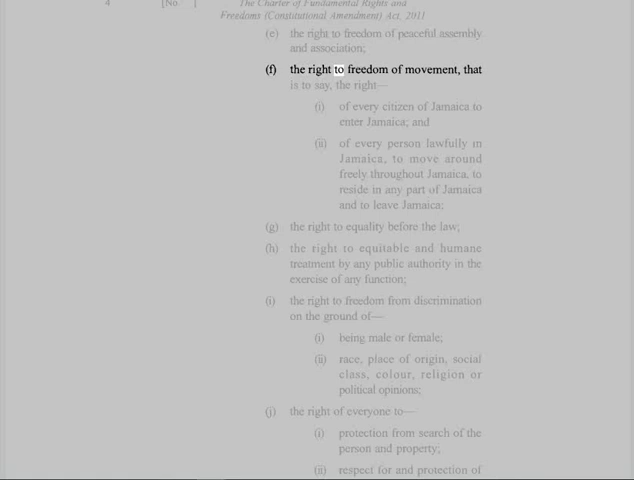 4 [No ] The Charter of Fundamental Rights and
Freedoms (Constitutional Amendment) Act, 2011
(e) the right to freedom of peaceful assembly
and association;
(f) the right to freedom of movement, that
is to say, the right—
(i) of every citizen of Jamaica to
enter Jamaica; and
(ii) of every person lawfully in
Jamaica, to move around
freely throughout Jamaica, to
reside in any part of Jamaica
and to leave Jamaica;
(g) the right to equality before the law;
(h) the right to equitable and humane
treatment by any public authority in the
exercise of any function;
(i) the right to freedom from discrimination
on the ground of—
(i) being male or female;
(ii) race, place of origin, social
class, colour, religion or
political opinions;
(j) the right of everyone to—
(i) protection from search of the
person and property;
(ii) respect for and protection of